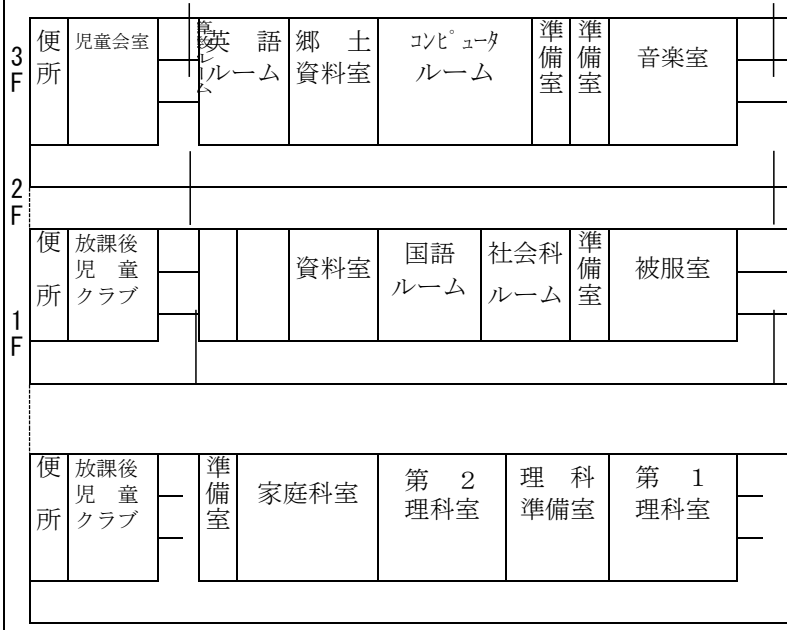 3F
便所
児童会室
英語
ルーム
郷土
資料室
コンピュータ
ルーム
準備室
準備室
音楽室
2F
便所
放課後
児童
クラブ
資料室
国語
ルーム
社会科
ルーム
準備室
被服室
1F
便所
放課後
児童
クラブ
準備室
家庭科室
第2
理科室
理科
準備室
第1
理科室